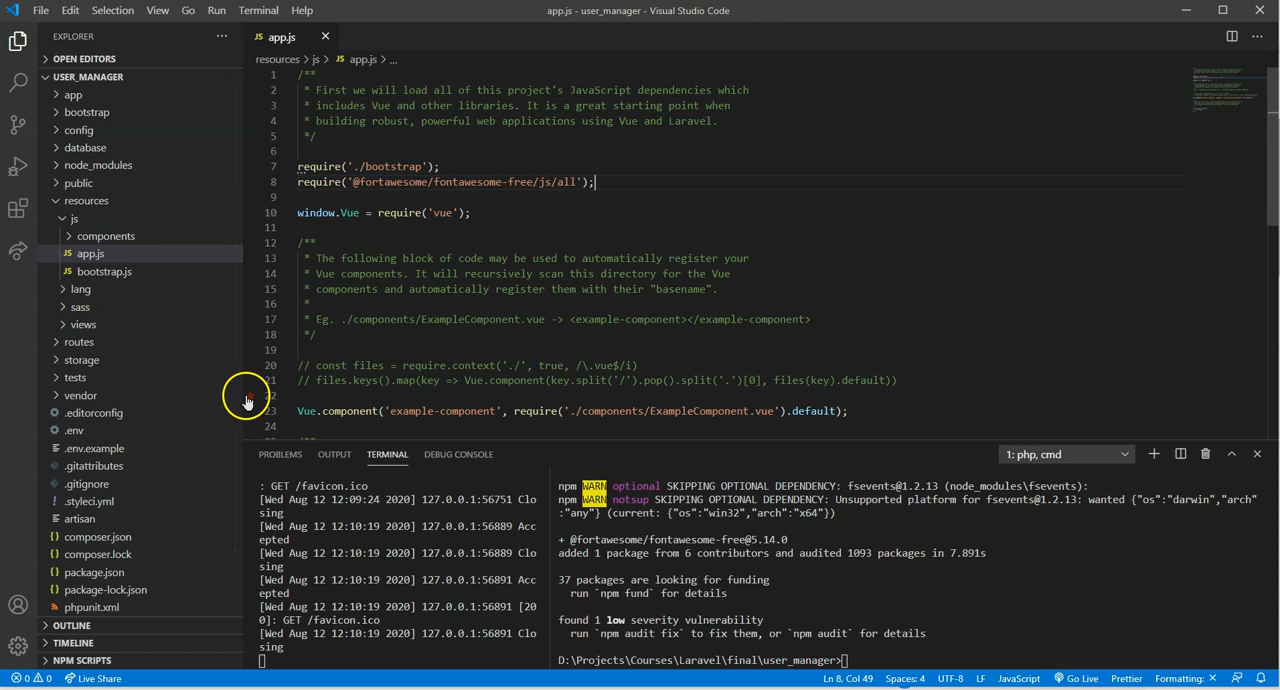 File Edit Selection View Go Run Terminal Help
app.js - user_manager - Visual Studio Code
EXPLORER
OPEN EDITORS
USER_MANAGER
app
bootstrap
config
database
node_modules
public
resources
js
components
JS app.js
JS bootstrap.js
lang
sass
views
routes
storage
tests
vendor
.editorconfig
.env
.env.example
.gitattributes
.gitignore
.styleci.yml
artisan
{} composer.json
{} composer.lock
{} package.json
{} package-lock.json
phpunit.xml
OUTLINE
TIMELINE
NPM SCRIPTS
JS app.js
resources > js > JS app.js > ...
1 /**
2 * First we will load all of this project's JavaScript dependencies which
3 * includes Vue and other libraries. It is a great starting point when
4 * building robust, powerful web applications using Vue and Laravel.
5 */
6
7 require('./bootstrap');
8 require('@fortawesome/fontawesome-free/js/all');
9
10 window.Vue = require('vue');
11
12 /**
13 * The following block of code may be used to automatically register your
14 * Vue components. It will recursively scan this directory for the Vue
15 * components and automatically register them with their "basename".
16 *
17 * Eg. ./components/ExampleComponent.vue -> <example-component></example-component>
18 */
19
20 // const files = require.context('./', true, /\.vue$/i)
21 // files.keys().map(key => Vue.component(key.split('/').pop().split('.')[0], files(key).default))
22
23 Vue.component('example-component', require('./components/ExampleComponent.vue').default);
24
PROBLEMS OUTPUT TERMINAL DEBUG CONSOLE
1: php, cmd
: GET /favicon.ico
[Wed Aug 12 12:09:24 2020] 127.0.0.1:56751 Clo
sing
[Wed Aug 12 12:10:19 2020] 127.0.0.1:56889 Acc
epted
[Wed Aug 12 12:10:19 2020] 127.0.0.1:56889 Clo
sing
[Wed Aug 12 12:10:19 2020] 127.0.0.1:56891 Acc
epted
[Wed Aug 12 12:10:19 2020] 127.0.0.1:56891 [20
0]: GET /favicon.ico
[Wed Aug 12 12:10:19 2020] 127.0.0.1:56891 Clo
sing
npm WARN optional SKIPPING OPTIONAL DEPENDENCY: fsevents@1.2.13 (node_modules\fsevents):
npm WARN notsup SKIPPING OPTIONAL DEPENDENCY: Unsupported platform for fsevents@1.2.13: wanted {"os":"darwin","arch"
:"any"} (current: {"os":"win32","arch":"x64"})
+ @fortawesome/fontawesome-free@5.14.0
added 1 package from 6 contributors and audited 1093 packages in 7.891s
37 packages are looking for funding
run `npm fund` for details
found 1 low severity vulnerability
run `npm audit fix` to fix them, or `npm audit` for details
D:\Projects\Courses\Laravel\final\user_manager>
0 0 Live Share
Ln 8, Col 49 Spaces: 4 UTF-8 LF JavaScript Go Live Prettier Formatting: ✕